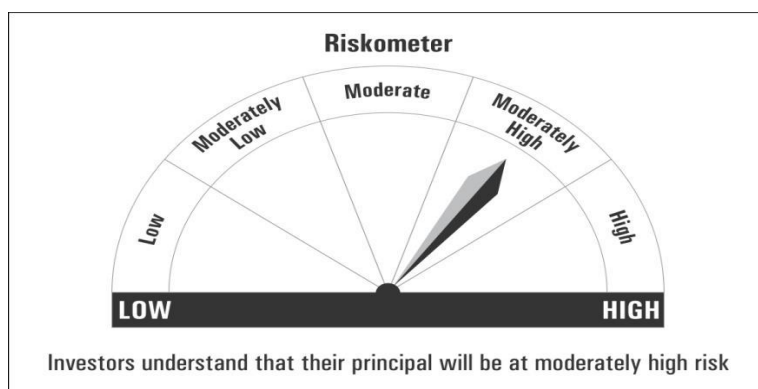 Riskometer
Low
Moderately
Low
Moderate
Moderately
High
High
LOW
HIGH
Investors understand that their principal will be at moderately high risk